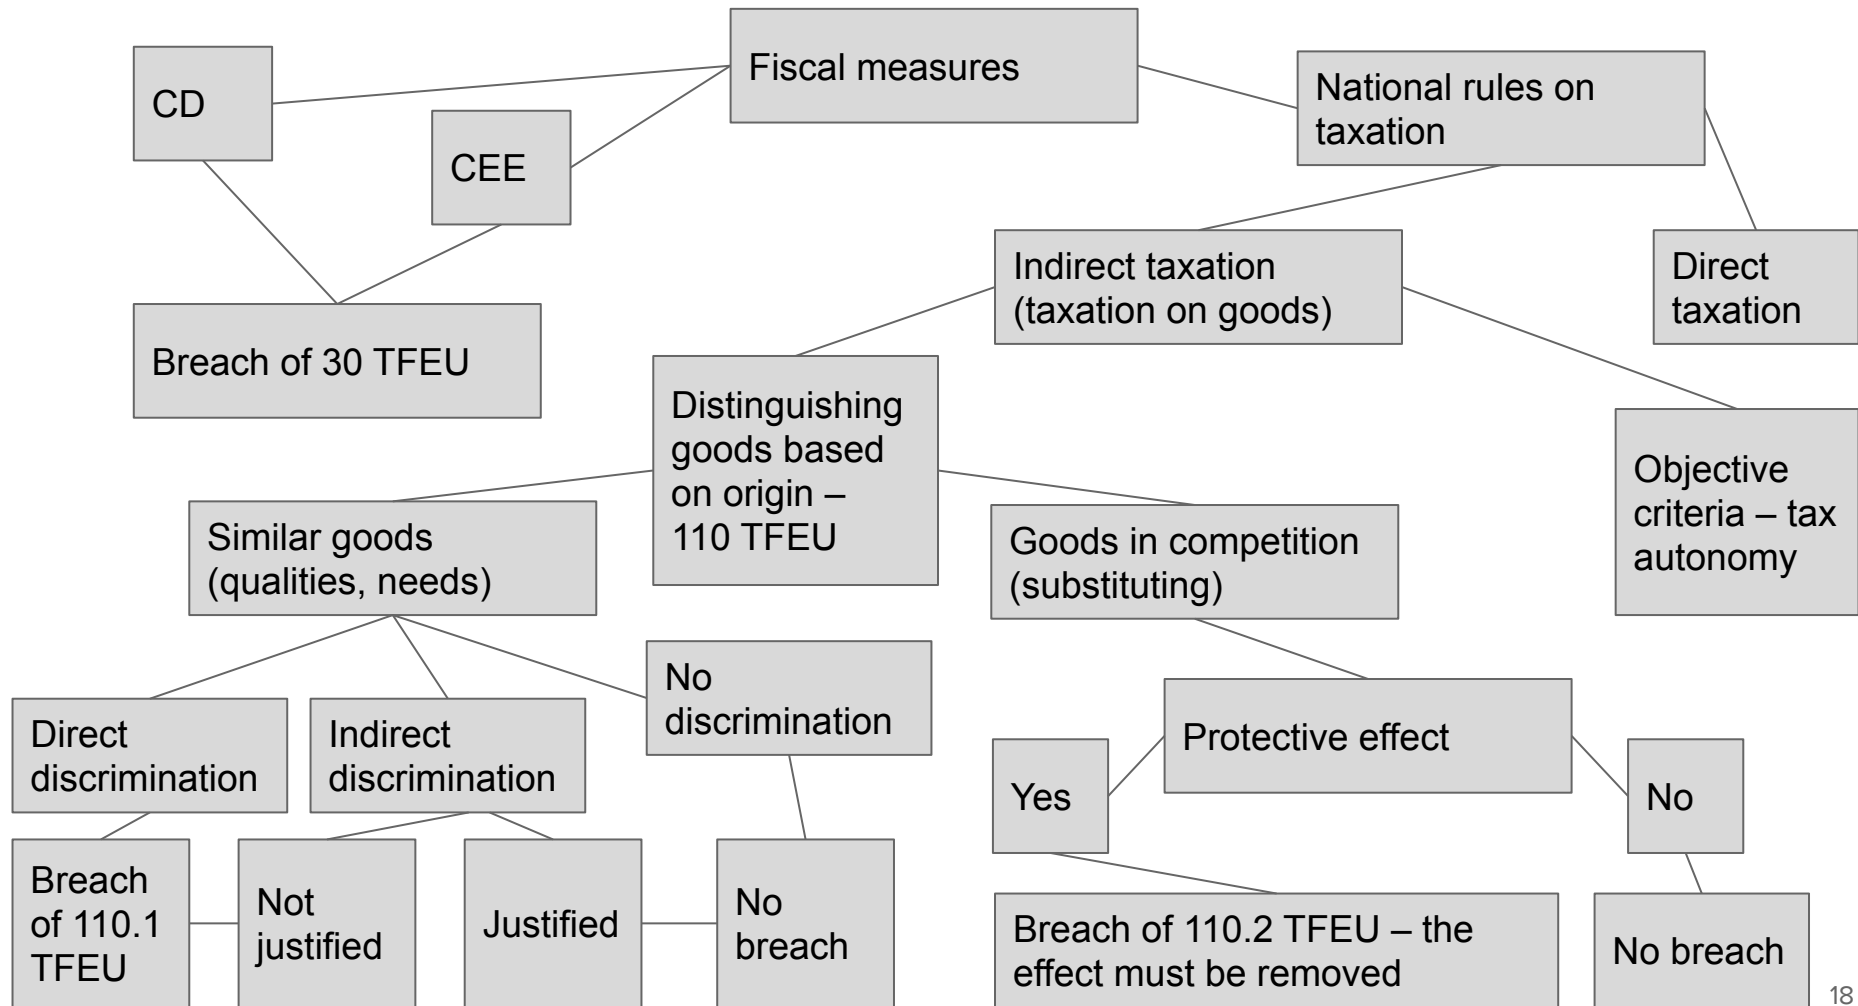 Fiscal measures
CD
National rules on
taxation
CEE
Indirect taxation
(taxation on goods)
Direct
taxation
Breach of 30 TFEU
Distinguishing
goods based
on origin –
110 TFEU
Objective
criteria – tax
autonomy
Similar goods
(qualities, needs)
Goods in competition
(substituting)
No
discrimination
Direct
discrimination
Indirect
discrimination
Protective effect
Yes
No
Breach
of 110.1
TFEU
Not
justified
Justified
No
breach
Breach of 110.2 TFEU – the
effect must be removed
No breach
18